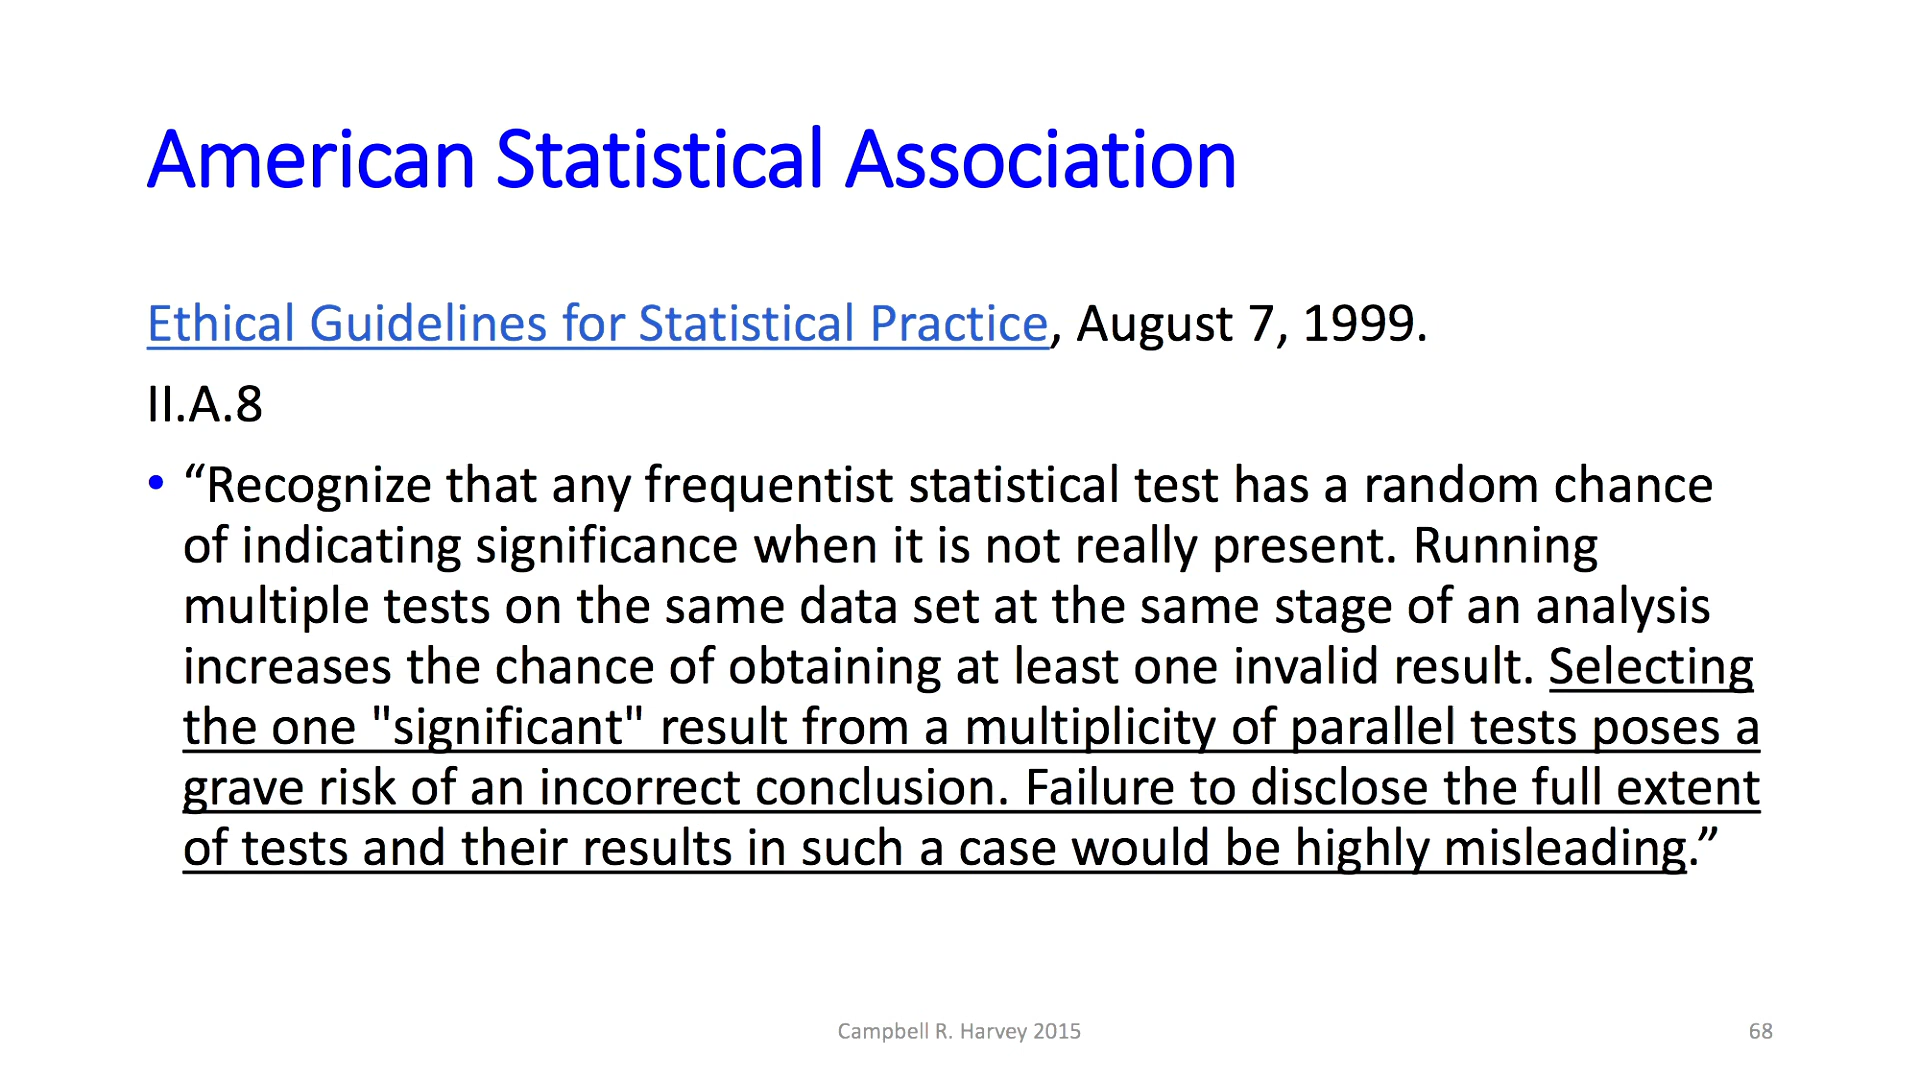 American Statistical Association
Ethical Guidelines for Statistical Practice, August 7, 1999.
II.A.8
• “Recognize that any frequentist statistical test has a random chance
of indicating significance when it is not really present. Running
multiple tests on the same data set at the same stage of an analysis
increases the chance of obtaining at least one invalid result. Selecting
the one "significant" result from a multiplicity of parallel tests poses a
grave risk of an incorrect conclusion. Failure to disclose the full extent
of tests and their results in such a case would be highly misleading.”
Campbell R. Harvey 2015
68